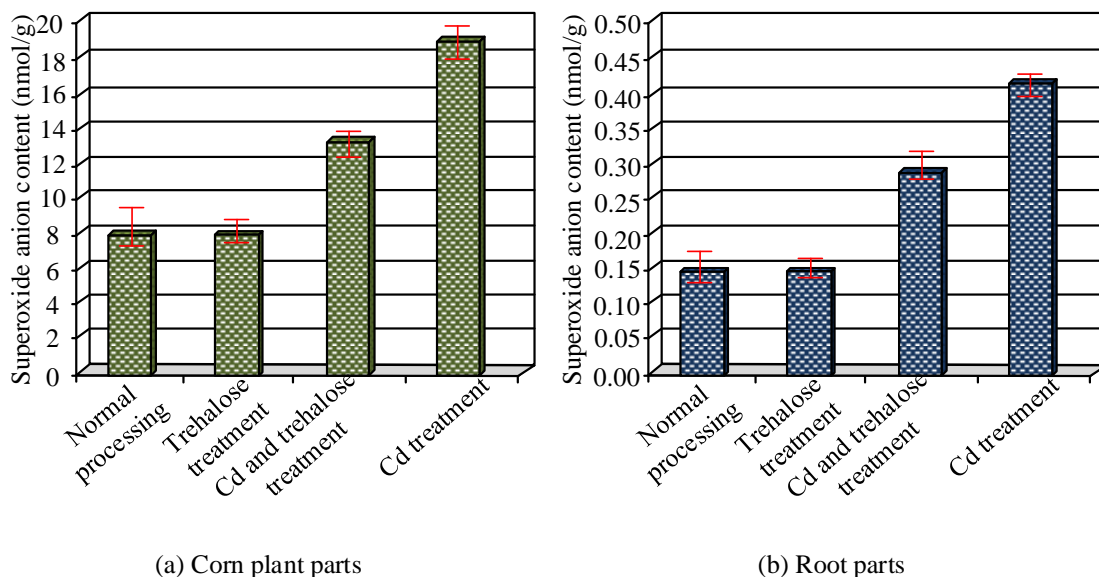 Superoxide anion content (nmol/g)
20
18
16
14
12
10
8
6
4
2
0
Normal
processing
Trehalose
treatment
Cd and trehalose
treatment
Cd treatment
(a) Corn plant parts
Superoxide anion content (nmol/g)
0.50
0.45
0.40
0.35
0.30
0.25
0.20
0.15
0.10
0.05
0.00
Normal
processing
Trehalose
treatment
Cd and trehalose
treatment
Cd treatment
(b) Root parts